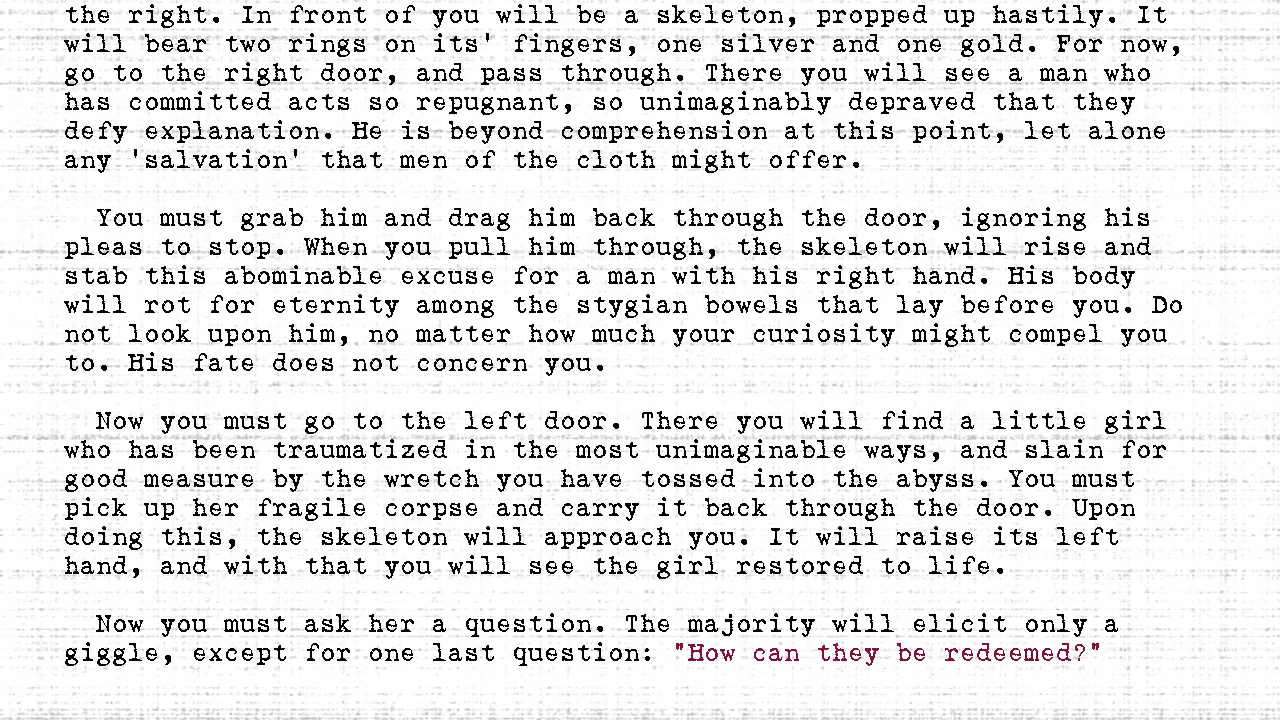 the right. In front of you will be a skeleton, propped up hastily. It
will bear two rings on its' fingers, one silver and one gold. For now,
go to the right door, and pass through. There you will see a man who
has committed acts so repugnant, so unimaginably depraved that they
defy explanation. He is beyond comprehension at this point, let alone
any 'salvation' that men of the cloth might offer.
You must grab him and drag him back through the door, ignoring his
pleas to stop. When you pull him through, the skeleton will rise and
stab this abominable excuse for a man with his right hand. His body
will rot for eternity among the stygian bowels that lay before you. Do
not look upon him, no matter how much your curiosity might compel you
to. His fate does not concern you.
Now you must go to the left door. There you will find a little girl
who has been traumatized in the most unimaginable ways, and slain for
good measure by the wretch you have tossed into the abyss. You must
pick up her fragile corpse and carry it back through the door. Upon
doing this, the skeleton will approach you. It will raise its left
hand, and with that you will see the girl restored to life.
Now you must ask her a question. The majority will elicit only a
giggle, except for one last question: "How can they be redeemed?"